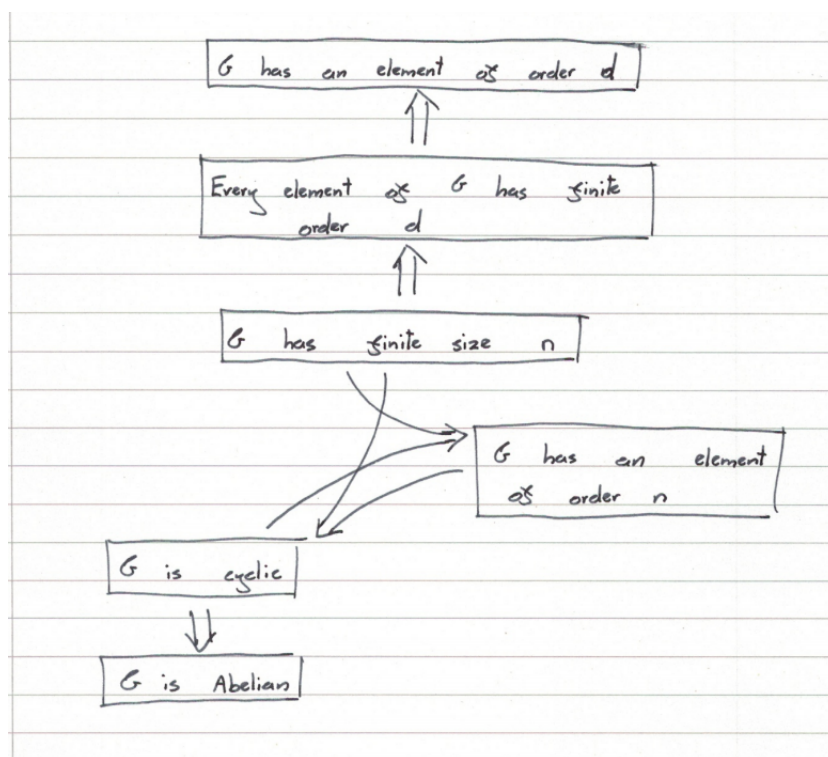 G has an element of order d
Every element of G has finite
order d
G has finite size n
G has an element
of order n
G is cyclic
G is Abelian